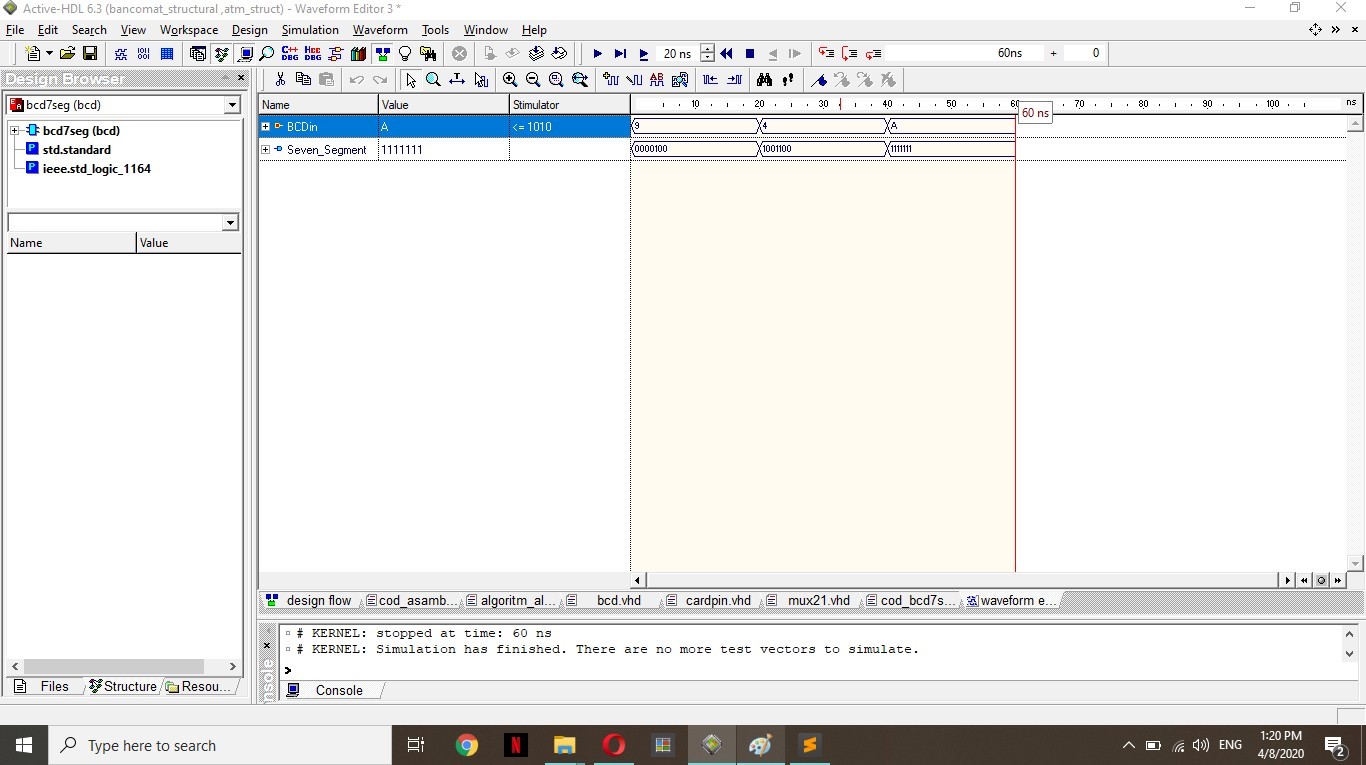 Active-HDL 6.3 (bancomat_structural ,atm_struct) - Waveform Editor 3 *
File Edit Search View Workspace Design Simulation Waveform Tools Window Help
C++ DBG HDE DBG 20 ns 60ns + 0
Design Browser
bcd7seg (bcd)
bcd7seg (bcd)
std.standard
ieee.std_logic_1164
Name Value
Name Value Stimulator 10 20 30 40 50 60 70 80 90 100 ns
60 ns
BCDin A <= 1010 9 4 A
Seven_Segment 1111111 0000100 1001100 1111111
design flow cod_asamb... algoritm_al... bcd.vhd cardpin.vhd mux21.vhd cod_bcd7s... waveform e...
# KERNEL: stopped at time: 60 ns
# KERNEL: Simulation has finished. There are no more test vectors to simulate.
>
Console
Files Structure Resou...
Type here to search
ENG 1:20 PM
4/8/2020
2